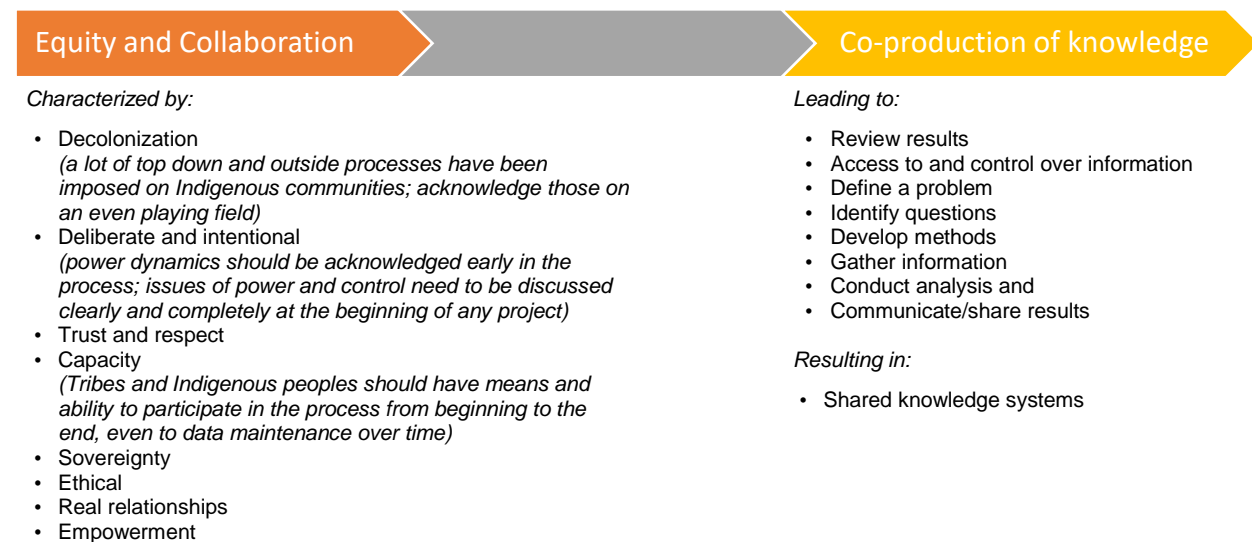 Equity and Collaboration
Co-production of knowledge
Characterized by:
• Decolonization
(a lot of top down and outside processes have been
imposed on Indigenous communities; acknowledge those on
an even playing field)
• Deliberate and intentional
(power dynamics should be acknowledged early in the
process; issues of power and control need to be discussed
clearly and completely at the beginning of any project)
• Trust and respect
• Capacity
(Tribes and Indigenous peoples should have means and
ability to participate in the process from beginning to the
end, even to data maintenance over time)
• Sovereignty
• Ethical
• Real relationships
• Empowerment
Leading to:
• Review results
• Access to and control over information
• Define a problem
• Identify questions
• Develop methods
• Gather information
• Conduct analysis and
• Communicate/share results
Resulting in:
• Shared knowledge systems